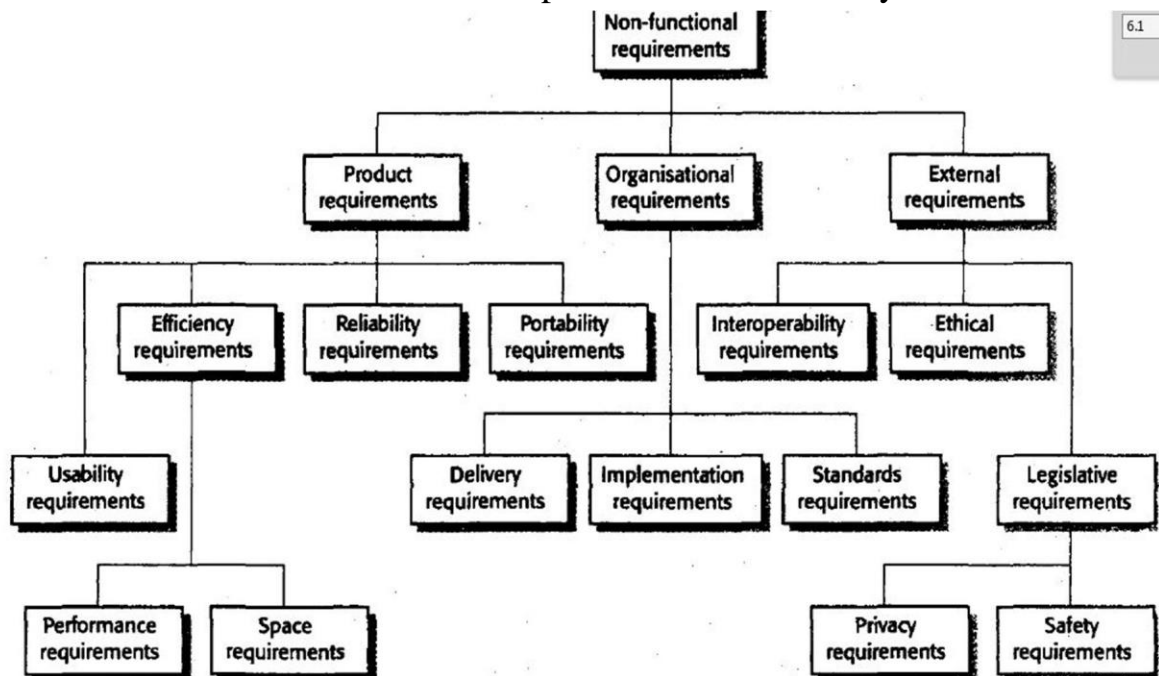 Non-functional
requirements
6.1
Product
requirements
Organisational
requirements
External
requirements
Efficiency
requirements
Reliability
requirements
Portability
requirements
Interoperability
requirements
Ethical
requirements
Usability
requirements
Delivery
requirements
Implementation
requirements
Standards
requirements
Legislative
requirements
Performance
requirements
Space
requirements
Privacy
requirements
Safety
requirements